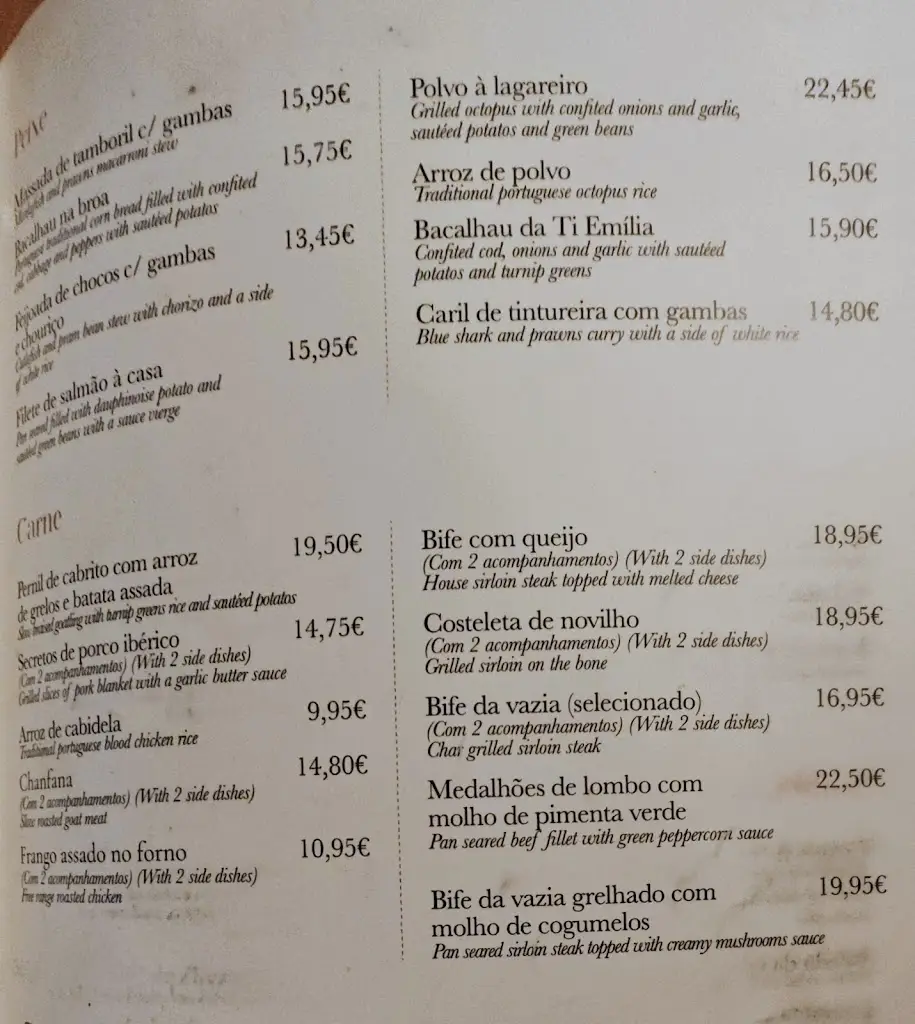 Peixe
Massada de tamboril c/ gambas 15,95€
Monkfish and prawns macarroni stew
Bacalhau na broa 15,75€
Portuguese traditional corn bread filled with confited
cod, cabbage and peppers with sautéed potatos
Feijoada de chocos c/ gambas 13,45€
e chouriço
Cuttlefish and prawn bean stew with chorizo and a side
of white rice
Filete de salmão à casa 15,95€
Pan seared filled with dauphinoise potato and
sautéed green beans with a sauce vierge
Polvo à lagareiro 22,45€
Grilled octopus with confited onions and garlic,
sautéed potatos and green beans
Arroz de polvo 16,50€
Traditional portuguese octopus rice
Bacalhau da Ti Emília 15,90€
Confited cod, onions and garlic with sautéed
potatos and turnip greens
Caril de tintureira com gambas 14,80€
Blue shark and prawns curry with a side of white rice
Carne
Pernil de cabrito com arroz 19,50€
de grelos e batata assada
Slow braised goatling with turnip greens rice and sautéed potatos
Secretos de porco ibérico 14,75€
(Com 2 acompanhamentos) (With 2 side dishes)
Grilled slices of pork blanket with a garlic butter sauce
Arroz de cabidela 9,95€
Traditional portuguese blood chicken rice
Chanfana 14,80€
(Com 2 acompanhamentos) (With 2 side dishes)
Slow roasted goat meat
Frango assado no forno 10,95€
(Com 2 acompanhamentos) (With 2 side dishes)
Free range roasted chicken
Bife com queijo 18,95€
(Com 2 acompanhamentos) (With 2 side dishes)
House sirloin steak topped with melted cheese
Costeleta de novilho 18,95€
(Com 2 acompanhamentos) (With 2 side dishes)
Grilled sirloin on the bone
Bife da vazia (selecionado) 16,95€
(Com 2 acompanhamentos) (With 2 side dishes)
Char grilled sirloin steak
Medalhões de lombo com 22,50€
molho de pimenta verde
Pan seared beef fillet with green peppercorn sauce
Bife da vazia grelhado com 19,95€
molho de cogumelos
Pan seared sirloin steak topped with creamy mushrooms sauce